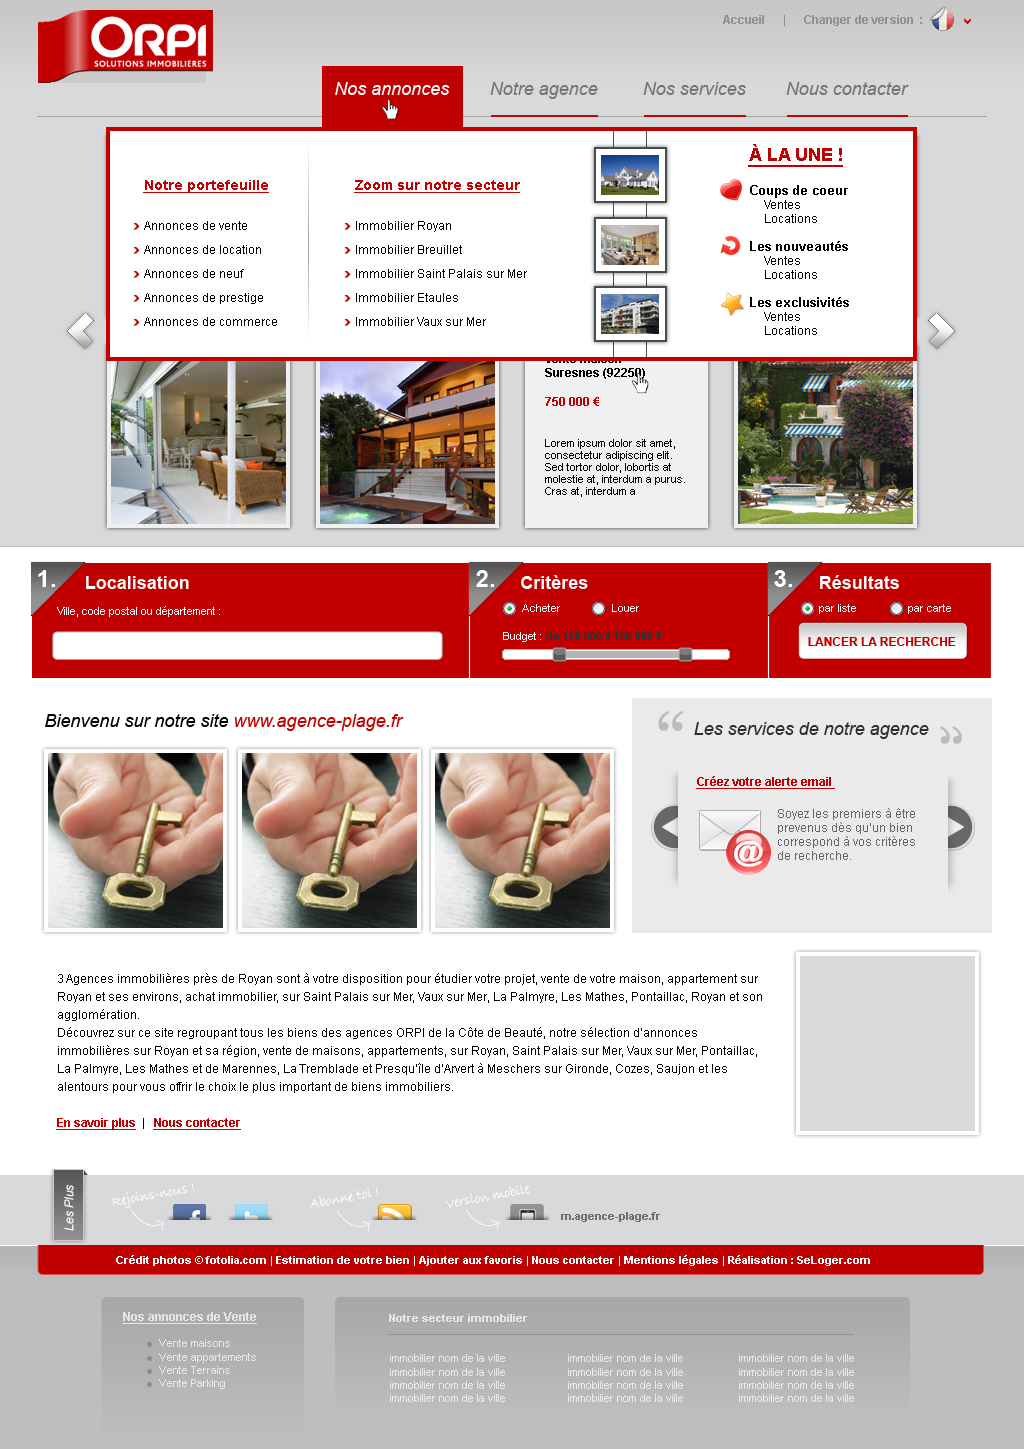 ORPI
SOLUTIONS IMMOBILIERES
Accueil | Changer de version :
Nos annonces
Notre agence
Nos services
Nous contacter
Notre portefeuille
Annonces de vente
Annonces de location
Annonces de neuf
Annonces de prestige
Annonces de commerce
Zoom sur notre secteur
Immobilier Royan
Immobilier Breuillet
Immobilier Saint Palais sur Mer
Immobilier Etaules
Immobilier Vaux sur Mer
À LA UNE !
Coups de coeur
Ventes
Locations
Les nouveautés
Ventes
Locations
Les exclusivités
Ventes
Locations
Vente maison
Suresnes (92250)
750 000 €
Lorem ipsum dolor sit amet,
consectetur adipiscing elit.
Sed tortor dolor, lobortis at
molestie at, interdum a purus.
Cras at, interdum a
1. Localisation
Ville, code postal ou département :
2. Critères
Acheter
Louer
Budget : de 150 000 à 750 000 €
3. Résultats
par liste
par carte
LANCER LA RECHERCHE
Bienvenu sur notre site www.agence-plage.fr
“ Les services de notre agence ”
Créez votre alerte email
@
Soyez les premiers à être
prevenus dès qu'un bien
correspond à vos critères
de recherche.
3 Agences immobilières près de Royan sont à votre disposition pour étudier votre projet, vente de votre maison, appartement sur
Royan et ses environs, achat immobilier, sur Saint Palais sur Mer, Vaux sur Mer, La Palmyre, Les Mathes, Pontaillac, Royan et son
agglomération.
Découvrez sur ce site regroupant tous les biens des agences ORPI de la Côte de Beauté, notre sélection d'annonces
immobilières sur Royan et sa région, vente de maisons, appartements, sur Royan, Saint Palais sur Mer, Vaux sur Mer, Pontaillac,
La Palmyre, Les Mathes et de Marennes, La Tremblade et Presqu'île d'Arvert à Meschers sur Gironde, Cozes, Saujon et les
alentours pour vous offrir le choix le plus important de biens immobiliers.
En savoir plus | Nous contacter
Les Plus
Rejoins-nous !
Abonne toi !
Version mobile
m.agence-plage.fr
Crédit photos © fotolia.com | Estimation de votre bien | Ajouter aux favoris | Nous contacter | Mentions légales | Réalisation : SeLoger.com
Nos annonces de Vente
Vente maisons
Vente appartements
Vente Terrains
Vente Parking
Notre secteur immobilier
immobilier nom de la ville immobilier nom de la ville immobilier nom de la ville
immobilier nom de la ville immobilier nom de la ville immobilier nom de la ville
immobilier nom de la ville immobilier nom de la ville immobilier nom de la ville
immobilier nom de la ville immobilier nom de la ville immobilier nom de la ville